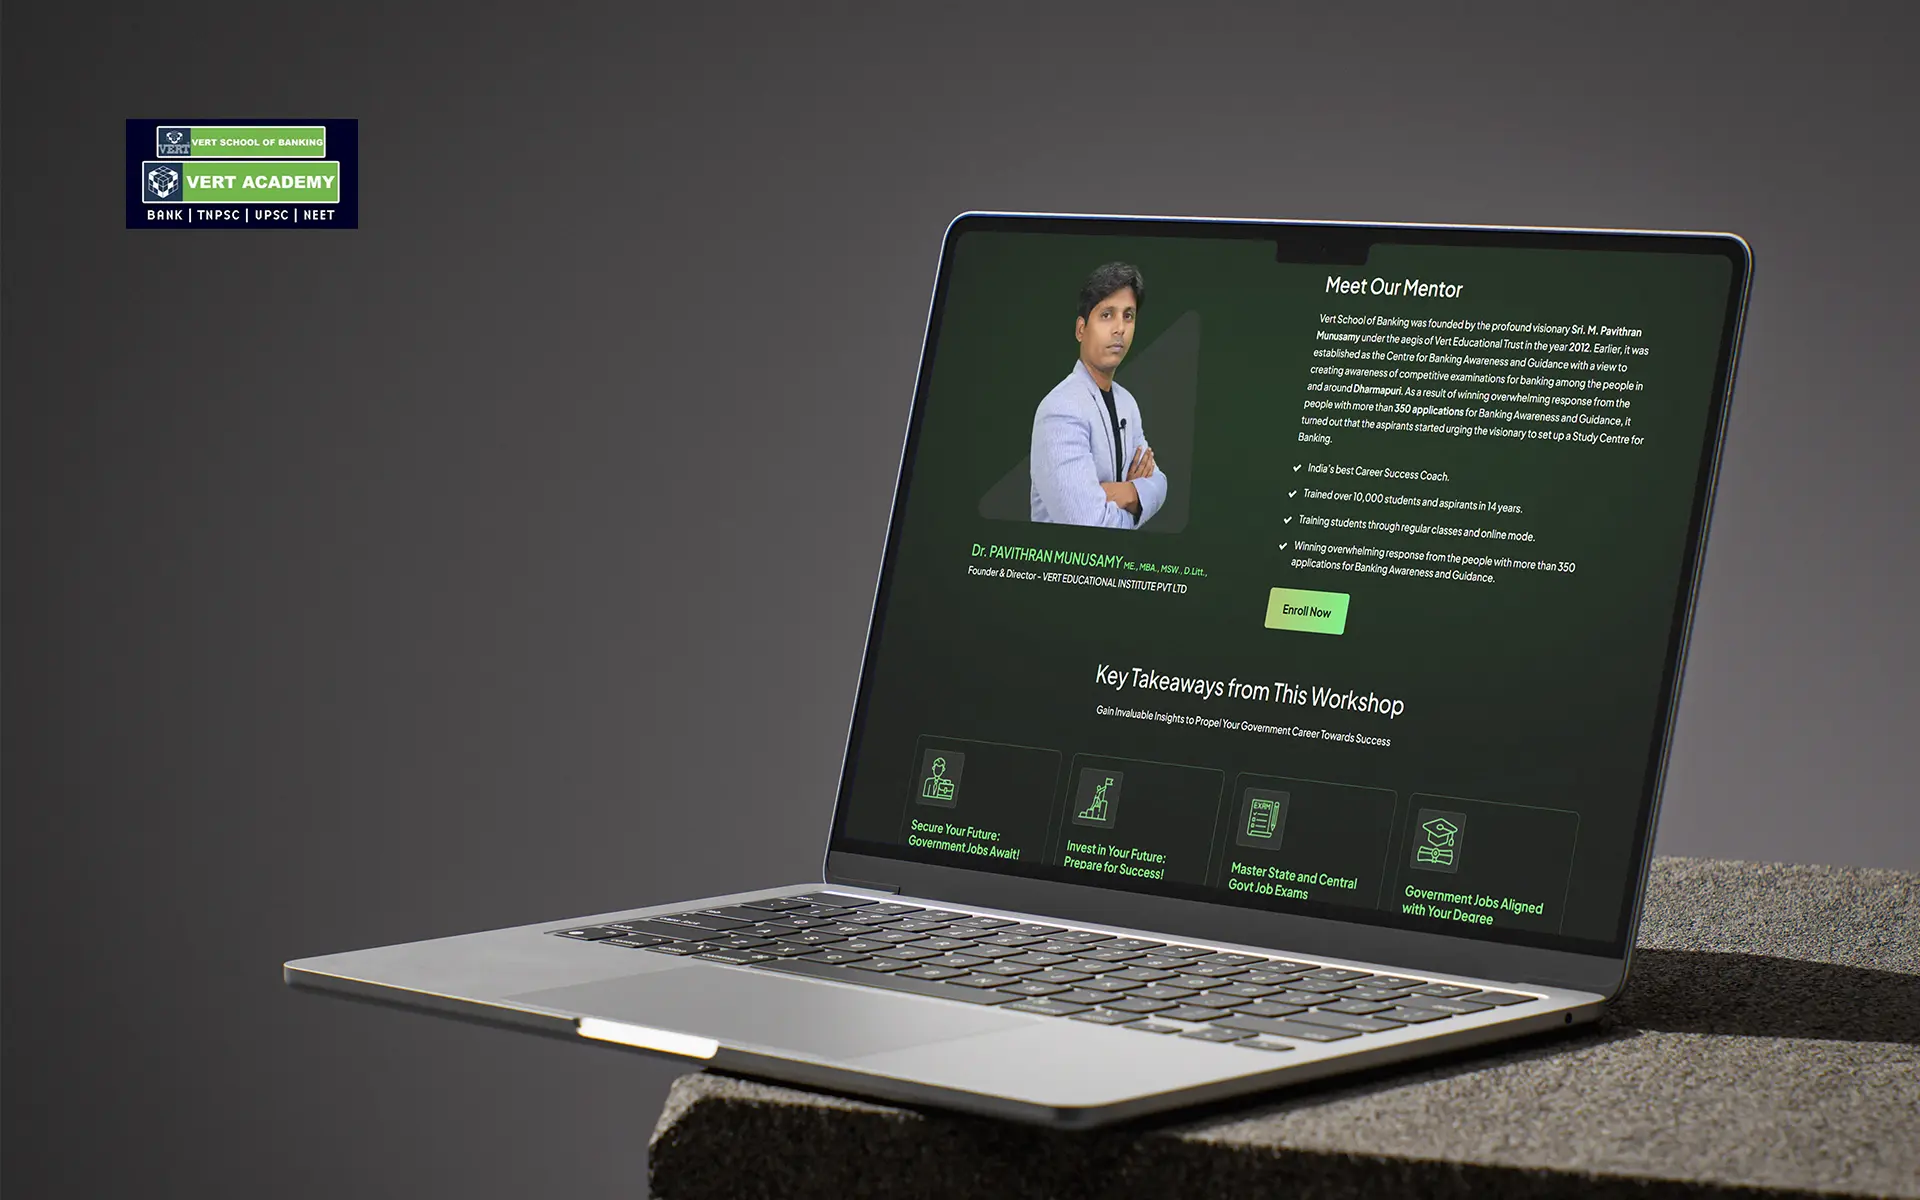 VERT
VERT SCHOOL OF BANKING
VERT ACADEMY
BANK | TNPSC | UPSC | NEET
Meet Our Mentor
Vert School of Banking was founded by the profound visionary Sri. M. Pavithran
Munusamy under the aegis of Vert Educational Trust in the year 2012. Earlier, it was
established as the Centre for Banking Awareness and Guidance with a view to
creating awareness of competitive examinations for banking among the people in
and around Dharmapuri. As a result of winning overwhelming response from the
people with more than 350 applications for Banking Awareness and Guidance, it
turned out that the aspirants started urging the visionary to set up a Study Centre for
Banking.
India's best Career Success Coach.
Trained over 10,000 students and aspirants in 14 years.
Training students through regular classes and online mode.
Winning overwhelming response from the people with more than 350
applications for Banking Awareness and Guidance.
Dr. PAVITHRAN MUNUSAMY ME., MBA., MSW., D.Litt.,
Founder & Director - VERT EDUCATIONAL INSTITUTE PVT LTD
Enroll Now
Key Takeaways from This Workshop
Gain Invaluable Insights to Propel Your Government Career Towards Success
Secure Your Future:
Government Jobs Await!
Invest in Your Future:
Prepare for Success!
EXAM
Master State and Central
Govt Job Exams
Government Jobs Aligned
with Your Degree